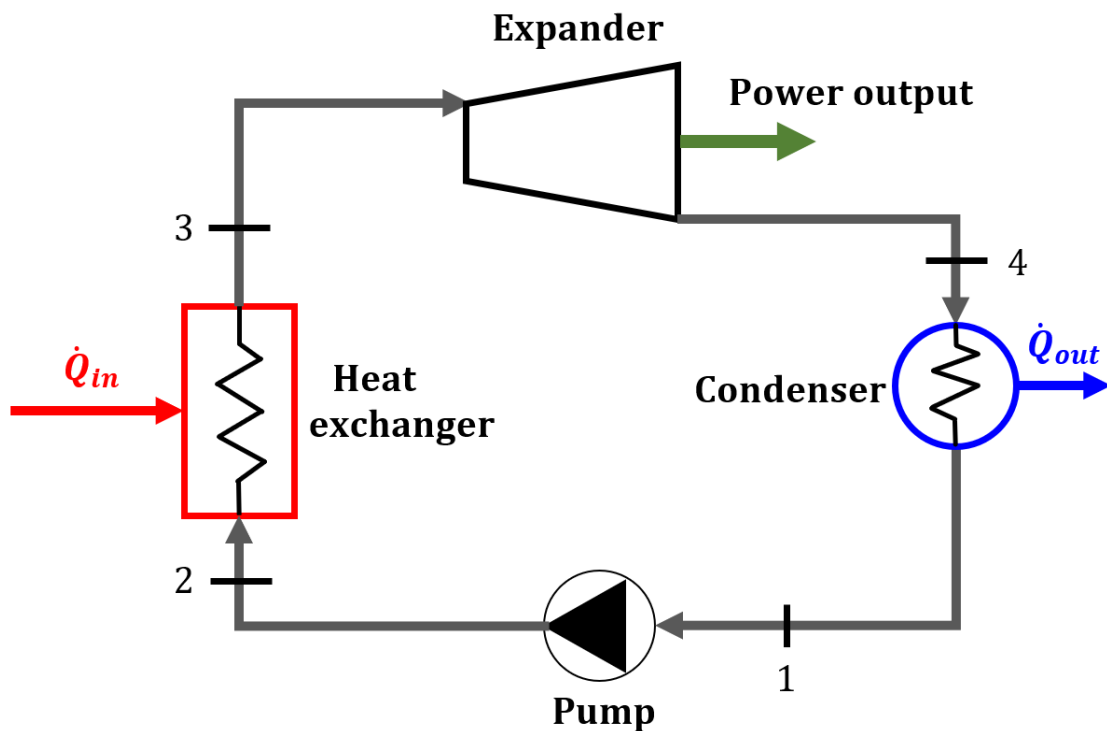 Expander
Power output
3
4
Q̇in
Heat
exchanger
Condenser
Q̇out
2
1
Pump